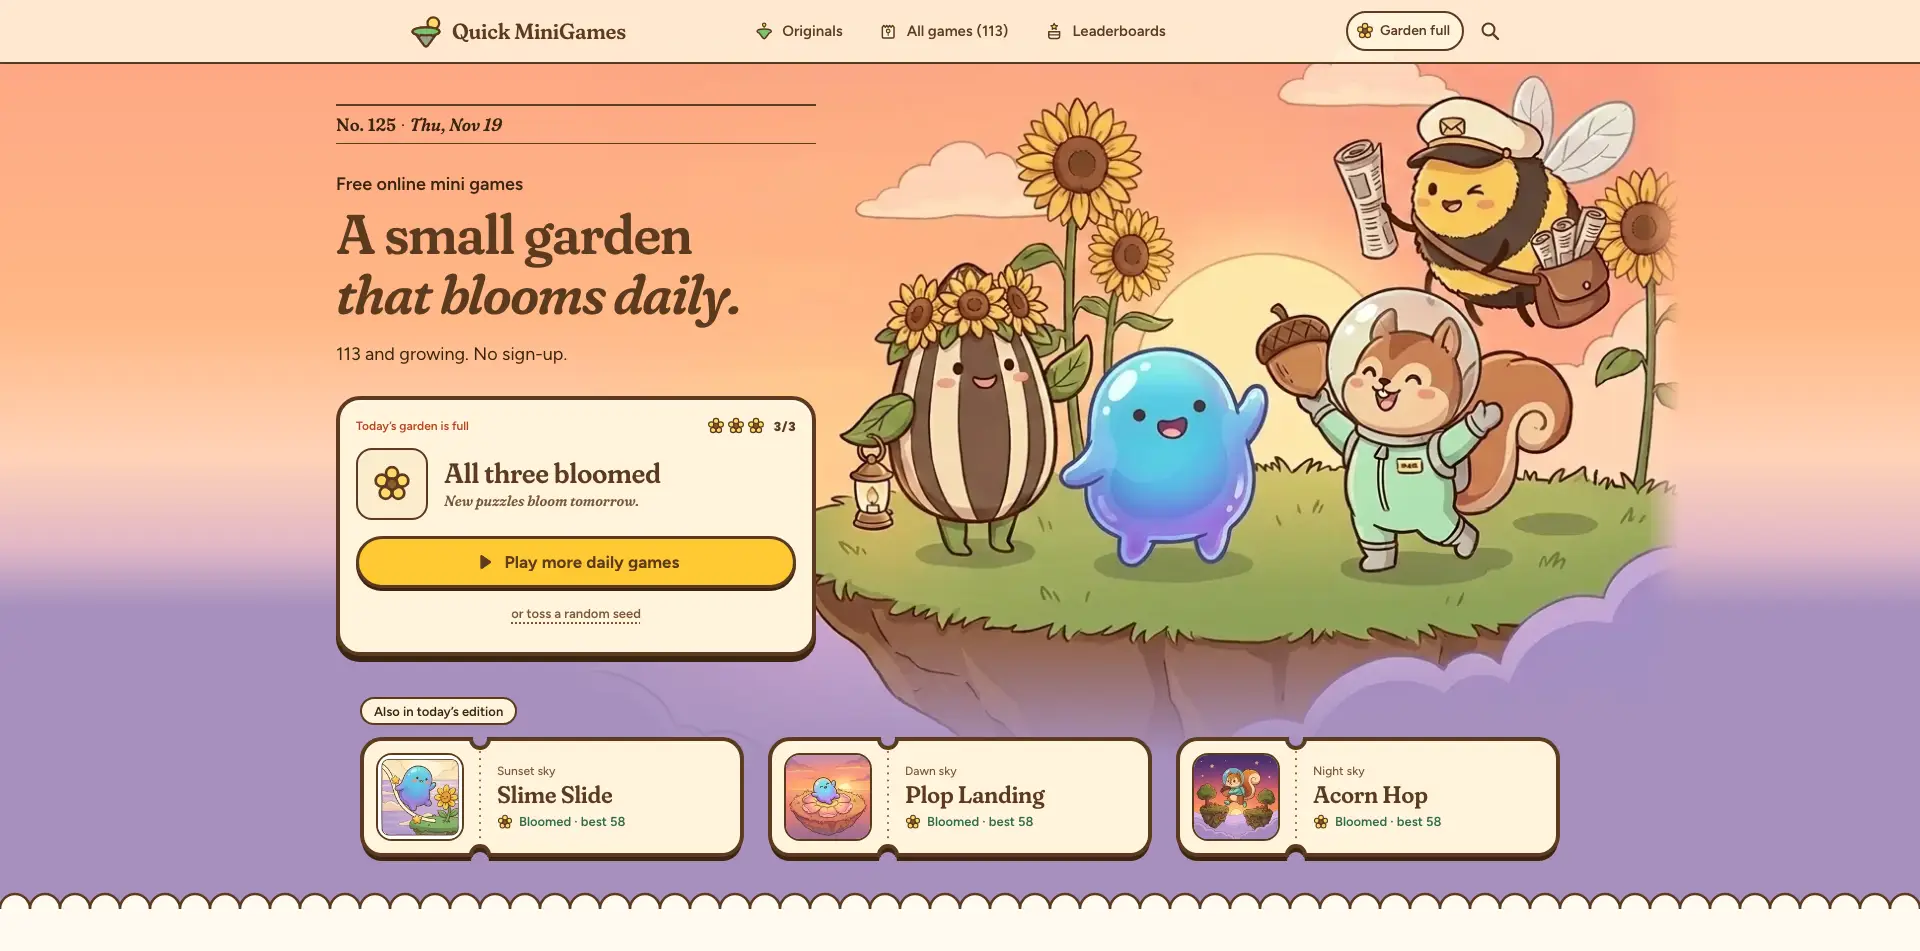 Quick MiniGames
Originals
All games (113)
Leaderboards
Garden full
No. 125 · Thu, Nov 19
Free online mini games
A small garden
that blooms daily.
113 and growing. No sign-up.
Today's garden is full
3/3
All three bloomed
New puzzles bloom tomorrow.
Play more daily games
or toss a random seed
Also in today's edition
Sunset sky
Slime Slide
Bloomed · best 58
Dawn sky
Plop Landing
Bloomed · best 58
Night sky
Acorn Hop
Bloomed · best 58